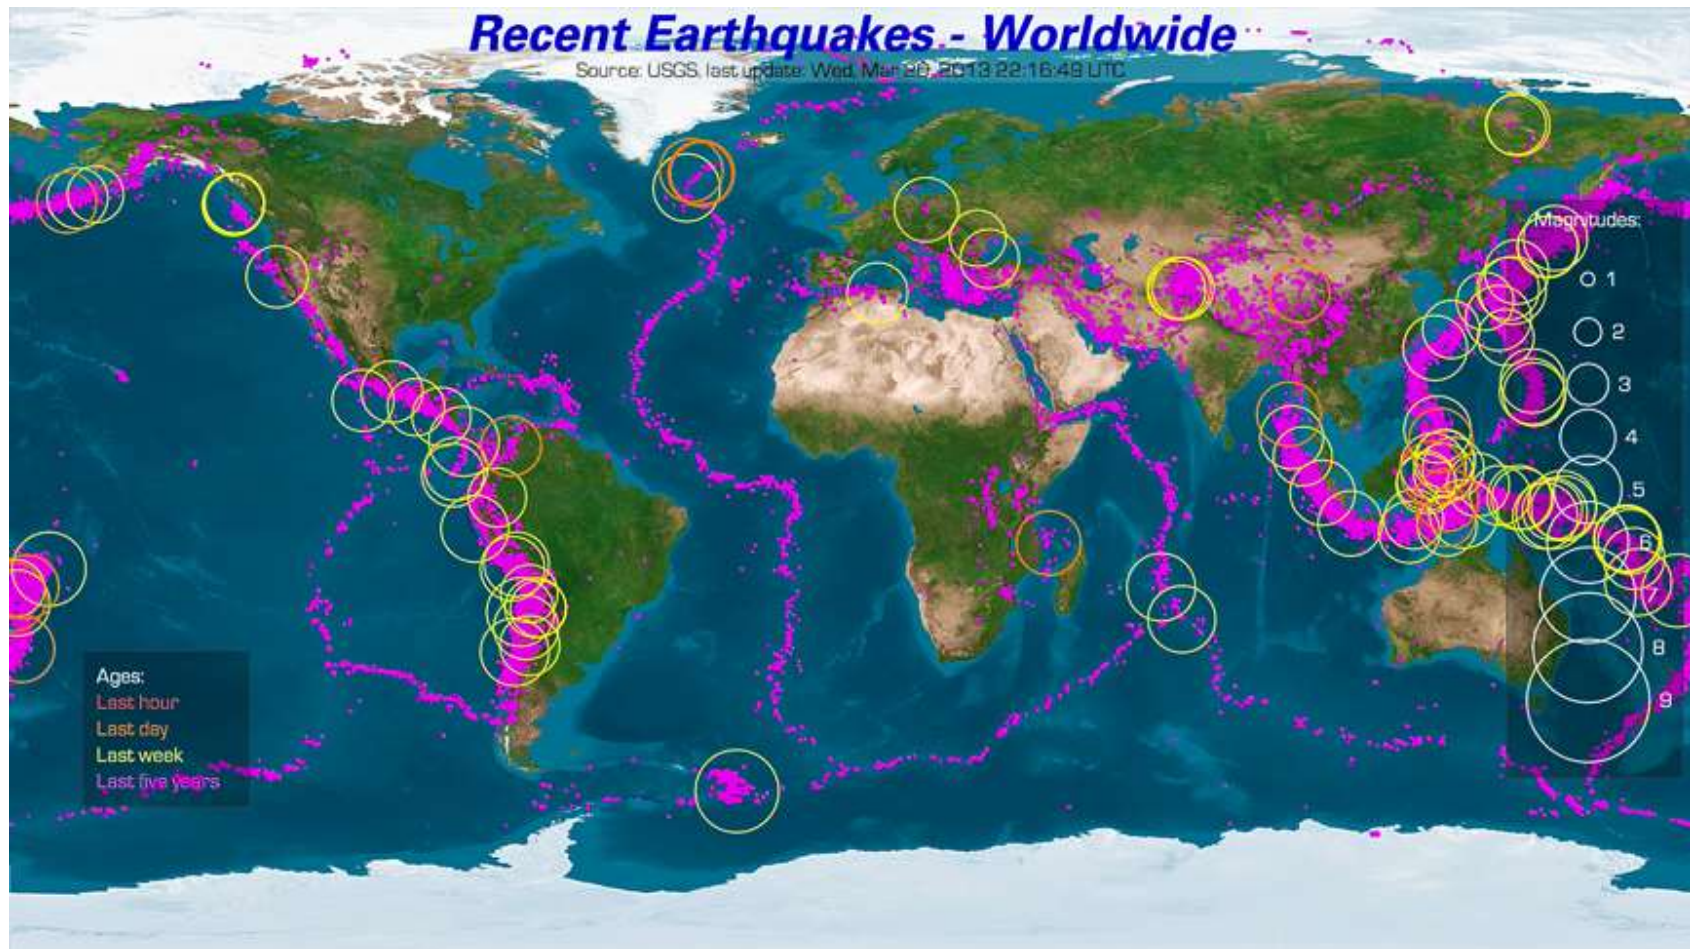 Recent Earthquakes - Worldwide
Source: USGS, last update: Wed, Mar 20, 2013 22:16:49 UTC
Magnitudes:
1
2
3
4
5
6
7
8
9
Ages:
Last hour
Last day
Last week
Last five years